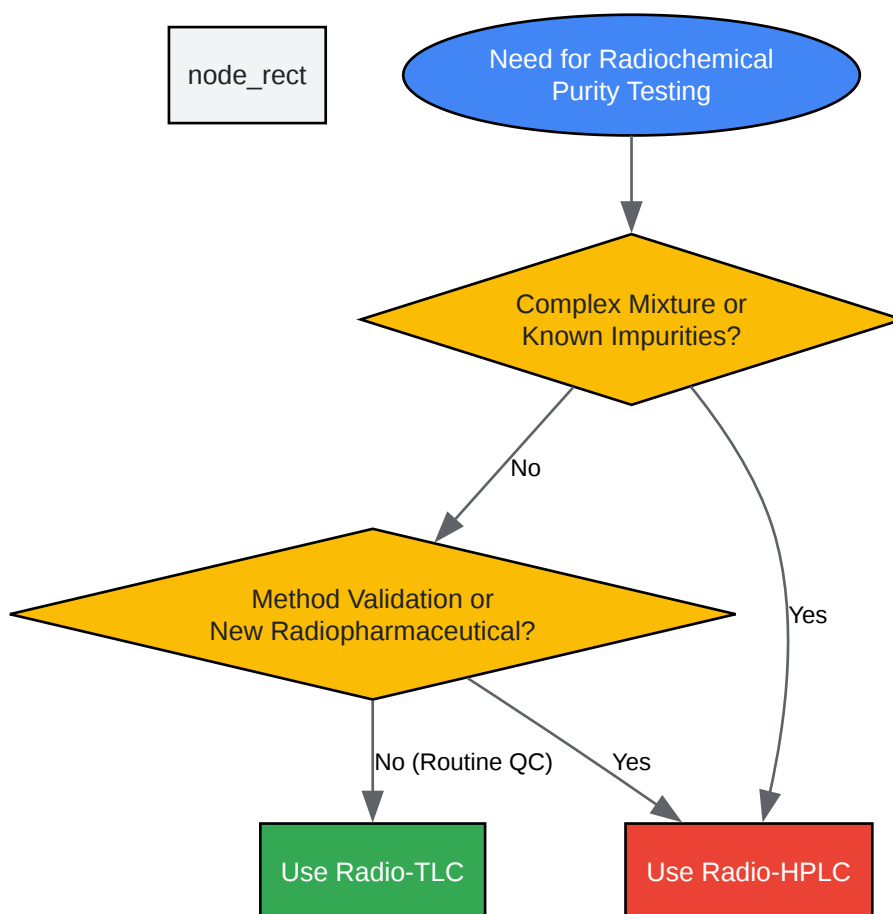 node_rect
Need for Radiochemical
Purity Testing
Complex Mixture or
Known Impurities?
No
Yes
Method Validation or
New Radiopharmaceutical?
No (Routine QC)
Yes
Use Radio-TLC
Use Radio-HPLC